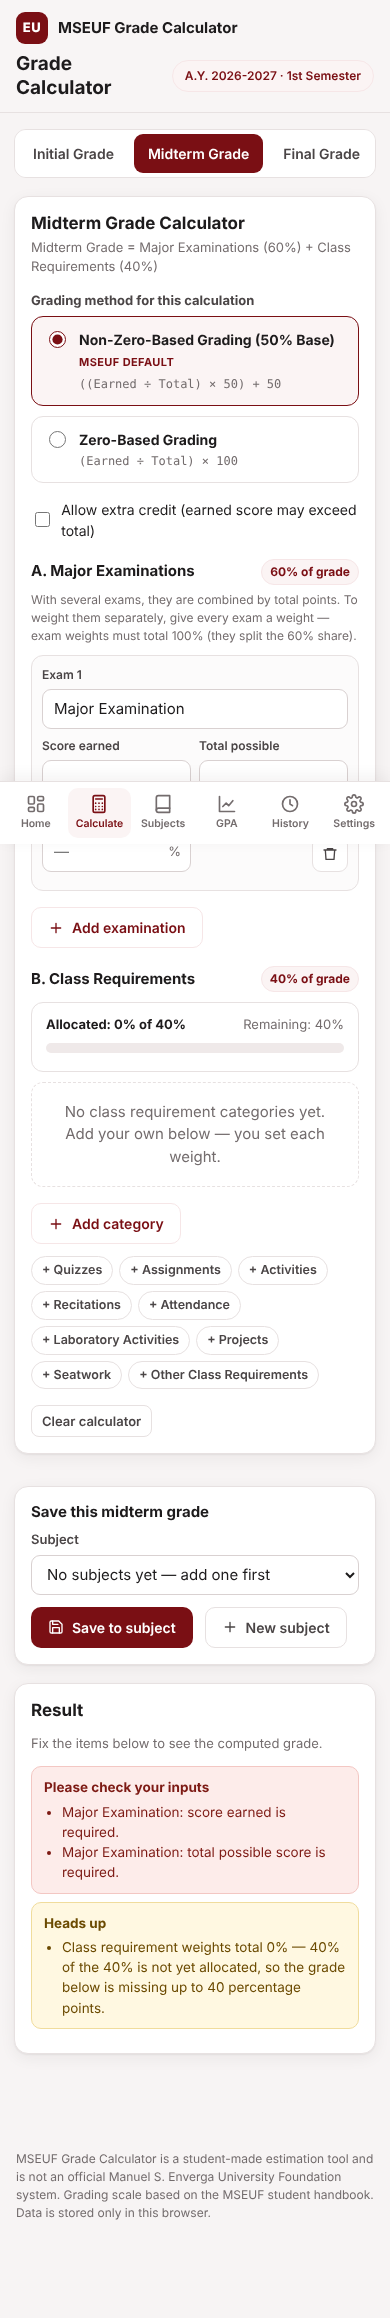 EU MSEUF Grade Calculator
Grade
Calculator
A.Y. 2026-2027 · 1st Semester
Initial Grade Midterm Grade Final Grade
Midterm Grade Calculator
Midterm Grade = Major Examinations (60%) + Class
Requirements (40%)
Grading method for this calculation
Non-Zero-Based Grading (50% Base)
MSEUF DEFAULT
((Earned ÷ Total) × 50) + 50
Zero-Based Grading
(Earned ÷ Total) × 100
Allow extra credit (earned score may exceed
total)
A. Major Examinations 60% of grade
With several exams, they are combined by total points. To
weight them separately, give every exam a weight —
exam weights must total 100% (they split the 60% share).
Exam 1
Major Examination
Score earned Total possible
Home Calculate Subjects GPA History Settings
— %
+ Add examination
B. Class Requirements 40% of grade
Allocated: 0% of 40% Remaining: 40%
No class requirement categories yet.
Add your own below — you set each
weight.
+ Add category
+ Quizzes + Assignments + Activities
+ Recitations + Attendance
+ Laboratory Activities + Projects
+ Seatwork + Other Class Requirements
Clear calculator
Save this midterm grade
Subject
No subjects yet — add one first
Save to subject + New subject
Result
Fix the items below to see the computed grade.
Please check your inputs
• Major Examination: score earned is
required.
• Major Examination: total possible score is
required.
Heads up
• Class requirement weights total 0% — 40%
of the 40% is not yet allocated, so the grade
below is missing up to 40 percentage
points.
MSEUF Grade Calculator is a student-made estimation tool and
is not an official Manuel S. Enverga University Foundation
system. Grading scale based on the MSEUF student handbook.
Data is stored only in this browser.